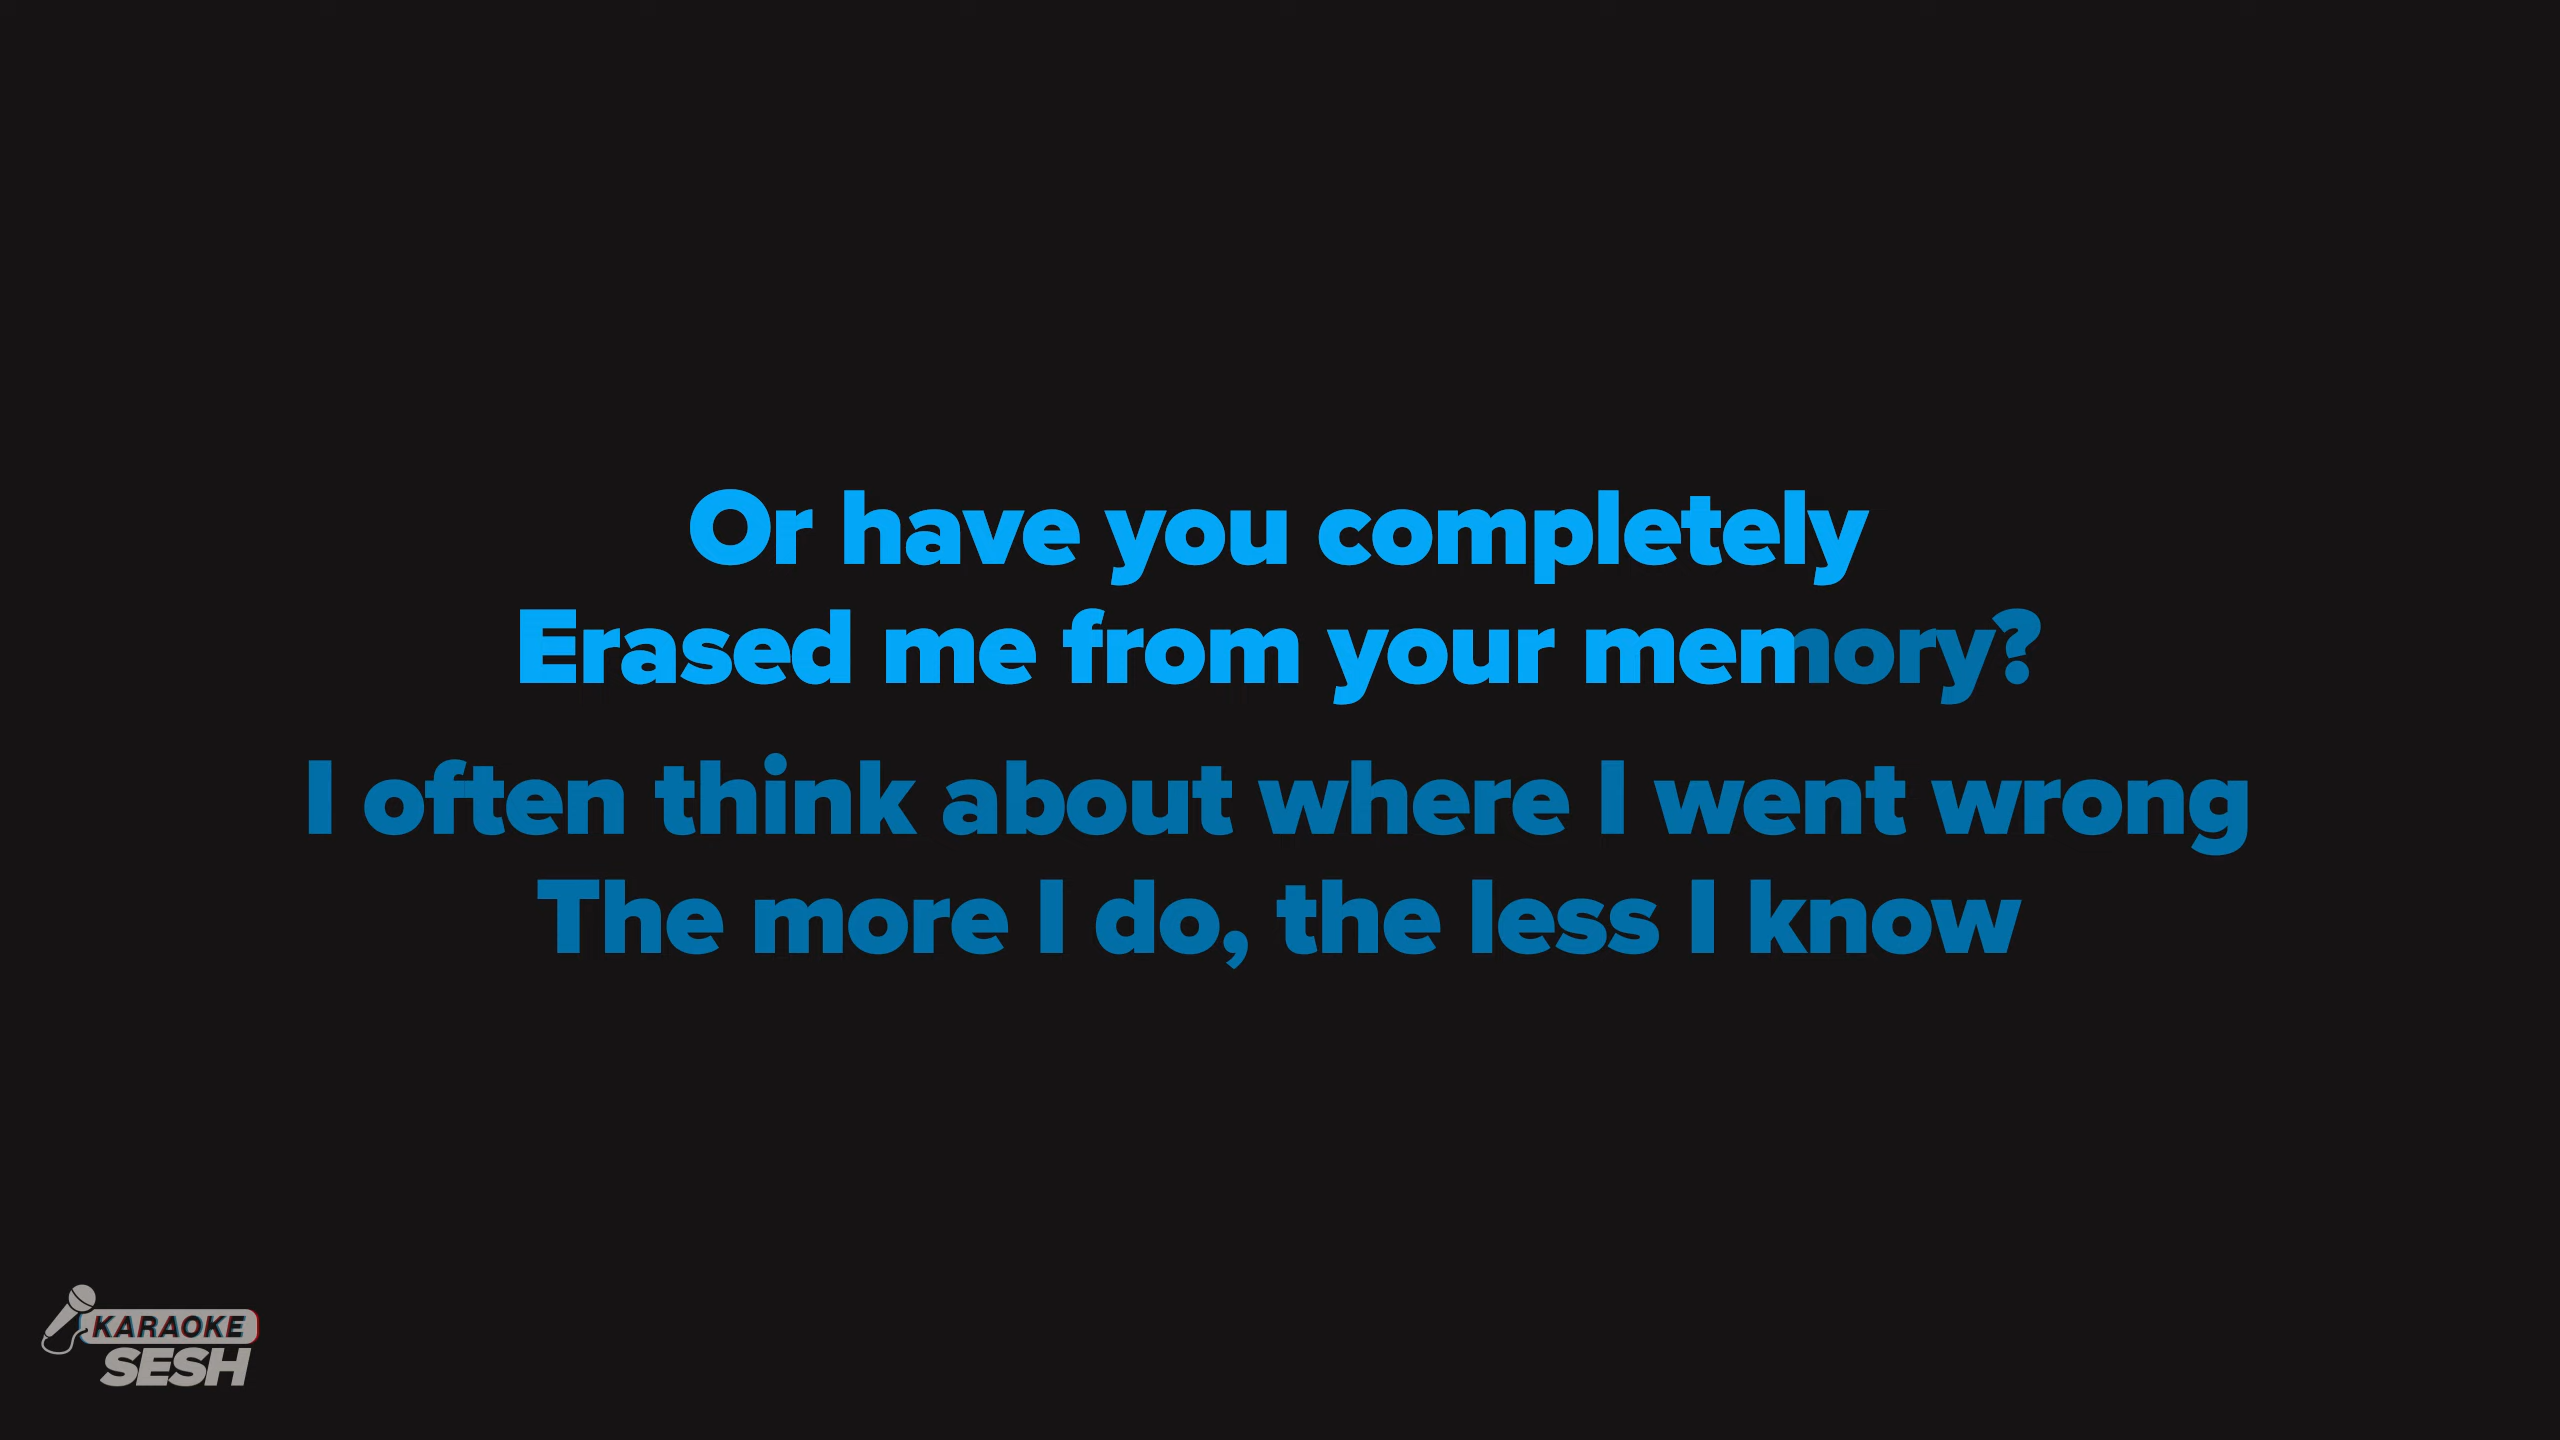 Or have you completely
Erased me from your memory?
I often think about where I went wrong
The more I do, the less I know
KARAOKE
SESH